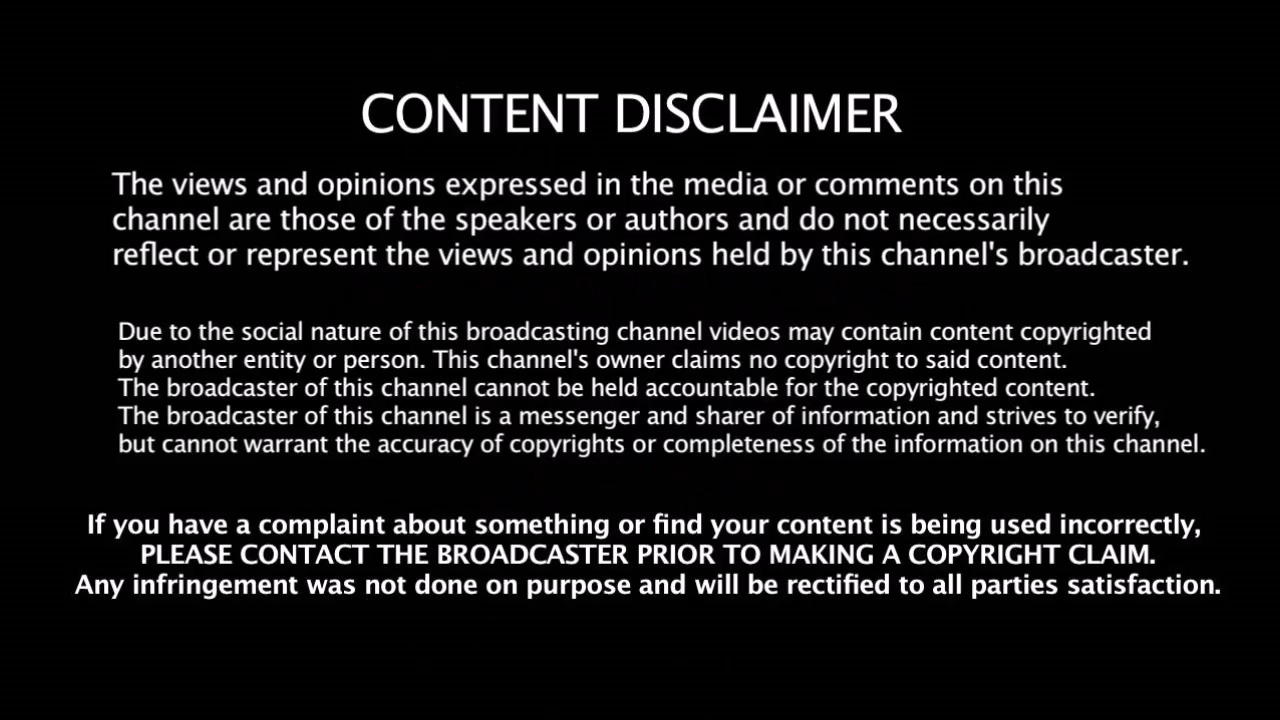 CONTENT DISCLAIMER
The views and opinions expressed in the media or comments on this
channel are those of the speakers or authors and do not necessarily
reflect or represent the views and opinions held by this channel's broadcaster.
Due to the social nature of this broadcasting channel videos may contain content copyrighted
by another entity or person. This channel's owner claims no copyright to said content.
The broadcaster of this channel cannot be held accountable for the copyrighted content.
The broadcaster of this channel is a messenger and sharer of information and strives to verify,
but cannot warrant the accuracy of copyrights or completeness of the information on this channel.
If you have a complaint about something or find your content is being used incorrectly,
PLEASE CONTACT THE BROADCASTER PRIOR TO MAKING A COPYRIGHT CLAIM.
Any infringement was not done on purpose and will be rectified to all parties satisfaction.